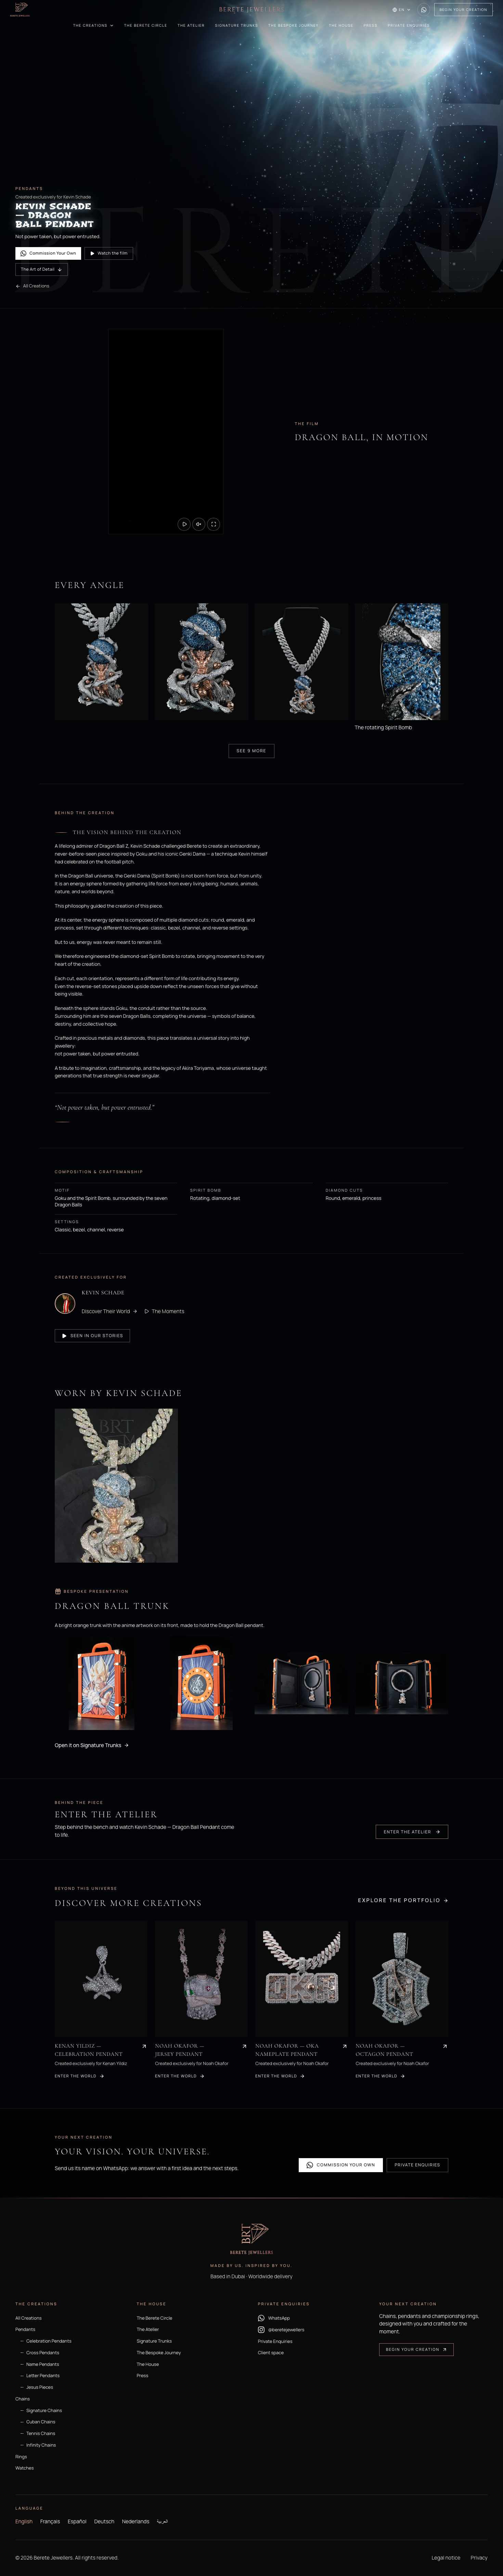 BERETE JEWELLERS
EN
BEGIN YOUR CREATION
THE CREATIONS
THE BERETE CIRCLE
THE ATELIER
SIGNATURE TRUNKS
THE BESPOKE JOURNEY
THE HOUSE
PRESS
PRIVATE ENQUIRIES
PENDANTS
Created exclusively for Kevin Schade
KEVIN SCHADE
— DRAGON
BALL PENDANT
Not power taken, but power entrusted.
Commission Your Own
Watch the film
The Art of Detail
All Creations
THE FILM
DRAGON BALL, IN MOTION
EVERY ANGLE
The rotating Spirit Bomb
SEE 9 MORE
BEHIND THE CREATION
THE VISION BEHIND THE CREATION
A lifelong admirer of Dragon Ball Z, Kevin Schade challenged Berete to create an extraordinary,
never-before-seen piece inspired by Goku and his iconic Genki Dama — a technique Kevin himself
had celebrated on the football pitch.
In the Dragon Ball universe, the Genki Dama (Spirit Bomb) is not born from force, but from unity.
It is an energy sphere formed by gathering life force from every living being: humans, animals,
nature, and worlds beyond.
This philosophy guided the creation of this piece.
At its center, the energy sphere is composed of multiple diamond cuts; round, emerald, and
princess, set through different techniques: classic, bezel, channel, and reverse settings.
But to us, energy was never meant to remain still.
We therefore engineered the diamond-set Spirit Bomb to rotate, bringing movement to the very
heart of the creation.
Each cut, each orientation, represents a different form of life contributing its energy.
Even the reverse-set stones placed upside down reflect the unseen forces that give without
being visible.
Beneath the sphere stands Goku, the conduit rather than the source.
Surrounding him are the seven Dragon Balls, completing the universe — symbols of balance,
destiny, and collective hope.
Crafted in precious metals and diamonds, this piece translates a universal story into high
jewellery:
not power taken, but power entrusted.
A tribute to imagination, craftsmanship, and the legacy of Akira Toriyama, whose universe taught
generations that true strength is never singular.
“Not power taken, but power entrusted.”
COMPOSITION & CRAFTSMANSHIP
MOTIF
Goku and the Spirit Bomb, surrounded by the seven
Dragon Balls
SPIRIT BOMB
Rotating, diamond-set
DIAMOND CUTS
Round, emerald, princess
SETTINGS
Classic, bezel, channel, reverse
CREATED EXCLUSIVELY FOR
KEVIN SCHADE
Discover Their World
The Moments
SEEN IN OUR STORIES
WORN BY KEVIN SCHADE
BESPOKE PRESENTATION
DRAGON BALL TRUNK
A bright orange trunk with the anime artwork on its front, made to hold the Dragon Ball pendant.
Open it on Signature Trunks
BEHIND THE PIECE
ENTER THE ATELIER
Step behind the bench and watch Kevin Schade — Dragon Ball Pendant come
to life.
ENTER THE ATELIER
BEYOND THIS UNIVERSE
DISCOVER MORE CREATIONS
EXPLORE THE PORTFOLIO
KENAN YILDIZ —
CELEBRATION PENDANT
Created exclusively for Kenan Yildiz
ENTER THE WORLD
NOAH OKAFOR —
JERSEY PENDANT
Created exclusively for Noah Okafor
ENTER THE WORLD
NOAH OKAFOR — OKA
NAMEPLATE PENDANT
Created exclusively for Noah Okafor
ENTER THE WORLD
NOAH OKAFOR —
OCTAGON PENDANT
Created exclusively for Noah Okafor
ENTER THE WORLD
YOUR NEXT CREATION
YOUR VISION. YOUR UNIVERSE.
Send us its name on WhatsApp: we answer with a first idea and the next steps.
COMMISSION YOUR OWN
PRIVATE ENQUIRIES
BRT
BERETE JEWELLERS
MADE BY US. INSPIRED BY YOU.
Based in Dubai · Worldwide delivery
THE CREATIONS
All Creations
Pendants
— Celebration Pendants
— Cross Pendants
— Name Pendants
— Letter Pendants
— Jesus Pieces
Chains
— Signature Chains
— Cuban Chains
— Tennis Chains
— Infinity Chains
Rings
Watches
THE HOUSE
The Berete Circle
The Atelier
Signature Trunks
The Bespoke Journey
The House
Press
PRIVATE ENQUIRIES
WhatsApp
@beretejewellers
Private Enquiries
Client space
YOUR NEXT CREATION
Chains, pendants and championship rings,
designed with you and crafted for the
moment.
BEGIN YOUR CREATION
LANGUAGE
English
Français
Español
Deutsch
Nederlands
العربية
© 2026 Berete Jewellers. All rights reserved.
Legal notice
Privacy